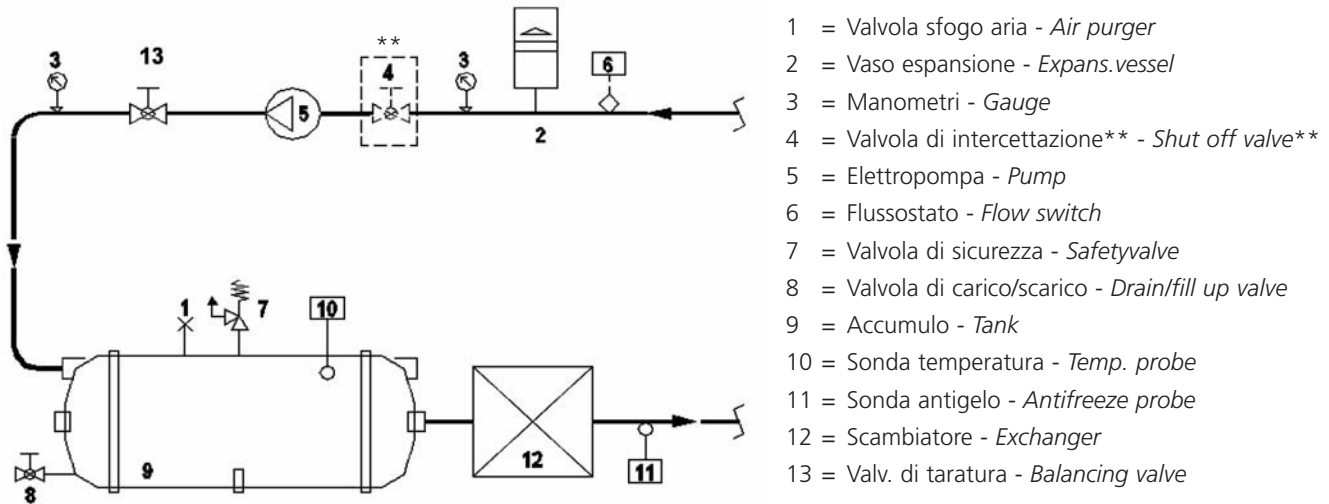 **
3
13
4
3
6
5
2
1
7
10
9
8
12
11
1 = Valvola sfogo aria - Air purger
2 = Vaso espansione - Expans.vessel
3 = Manometri - Gauge
4 = Valvola di intercettazione** - Shut off valve**
5 = Elettropompa - Pump
6 = Flussostato - Flow switch
7 = Valvola di sicurezza - Safetyvalve
8 = Valvola di carico/scarico - Drain/fill up valve
9 = Accumulo - Tank
10 = Sonda temperatura - Temp. probe
11 = Sonda antigelo - Antifreeze probe
12 = Scambiatore - Exchanger
13 = Valv. di taratura - Balancing valve